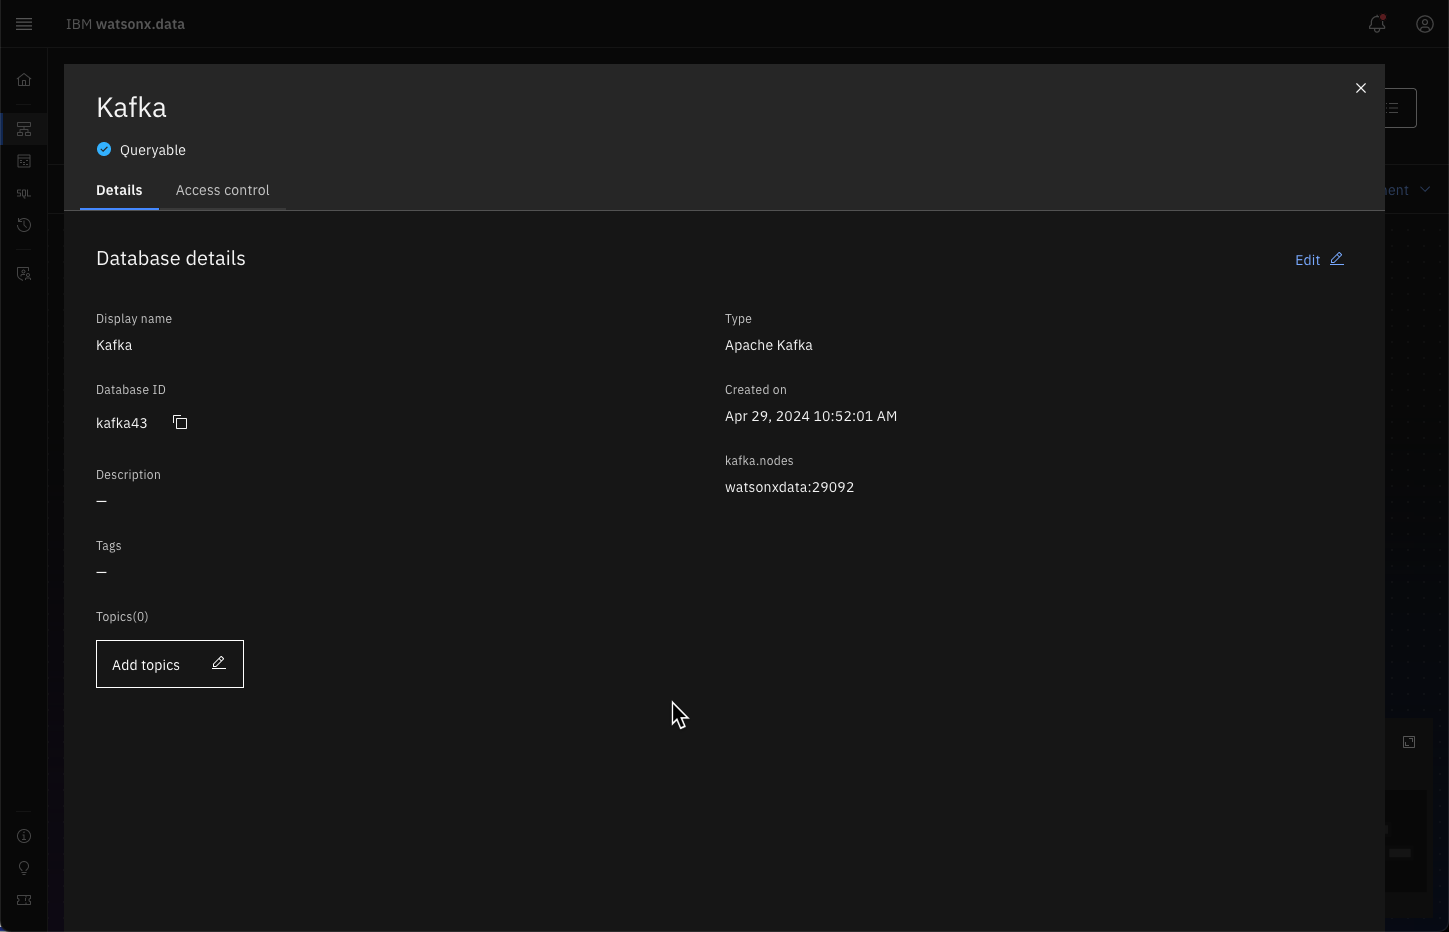 IBM watsonx.data
Kafka
Queryable
Details
Access control
Database details
Edit
Display name
Kafka
Type
Apache Kafka
Database ID
kafka43
Created on
Apr 29, 2024 10:52:01 AM
kafka.nodes
watsonxdata:29092
Description
—
Tags
—
Topics(0)
Add topics
SQL